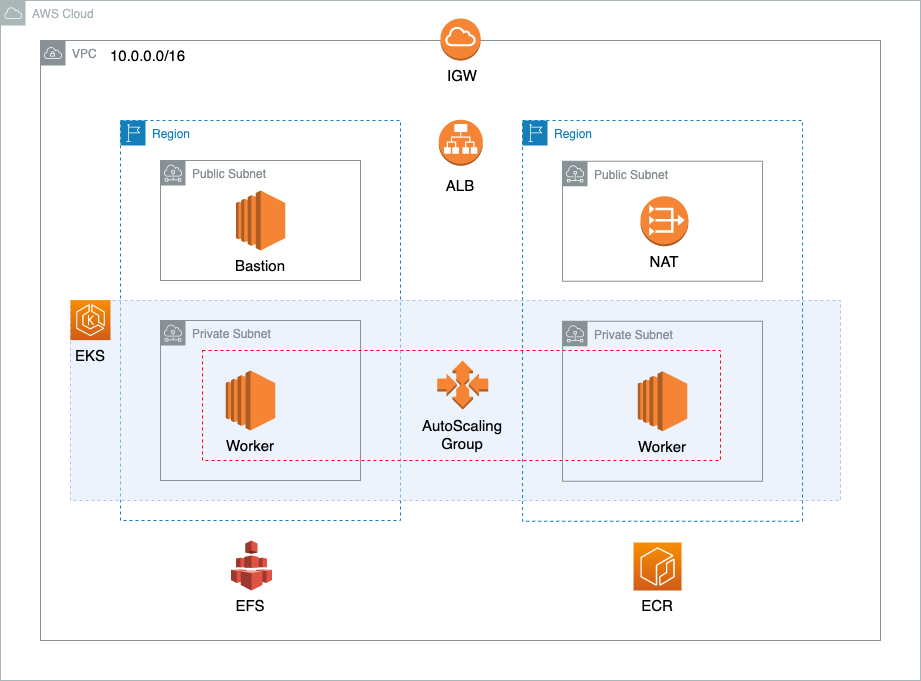 AWS Cloud
VPC
10.0.0.0/16
IGW
Region
Region
ALB
Public Subnet
Public Subnet
Bastion
NAT
EKS
Private Subnet
Private Subnet
Worker
AutoScaling
Group
Worker
EFS
ECR